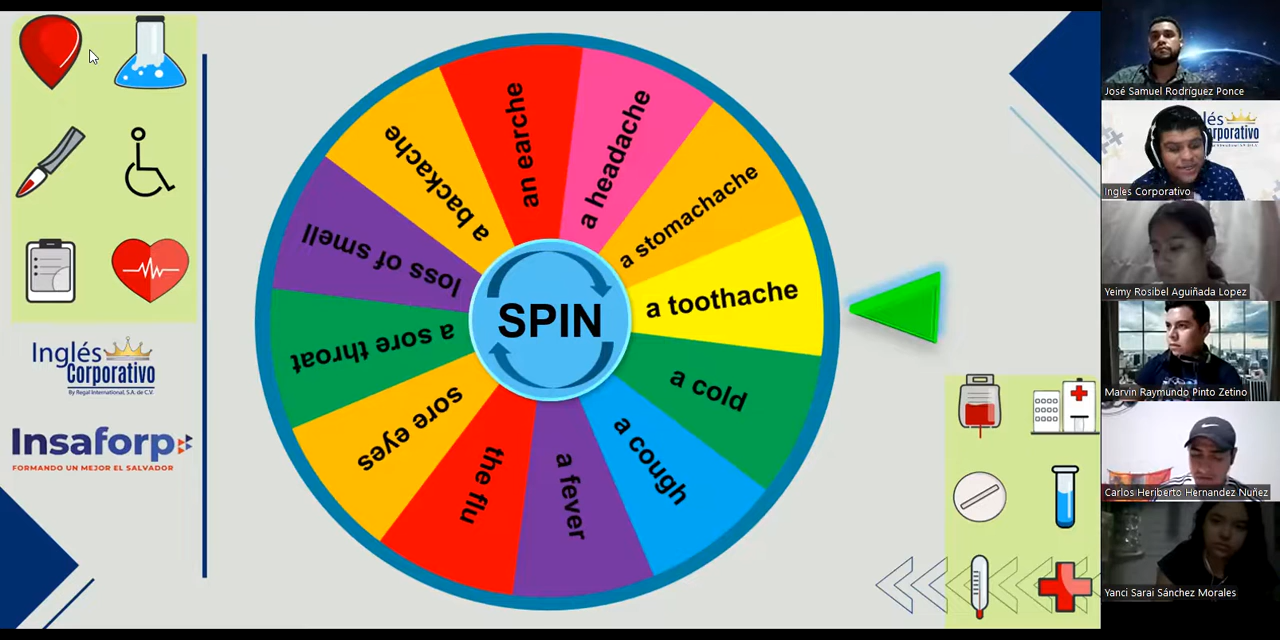 an earche
a headache
a stomachache
a toothache
a cold
a cough
a fever
the flu
sore eyes
a sore throat
loss of smell
a backache
SPIN
Inglés
Corporativo
By Regal International, S.A. de C.V.
Insaforp
FORMANDO UN MEJOR EL SALVADOR
José Samuel Rodríguez Ponce
glés
orporativo
Ingles Corporativo
Yeimy Rosibel Aguiñada Lopez
Marvin Raymundo Pinto Zetino
Carlos Heriberto Hernandez Nuñez
Yanci Sarai Sánchez Morales